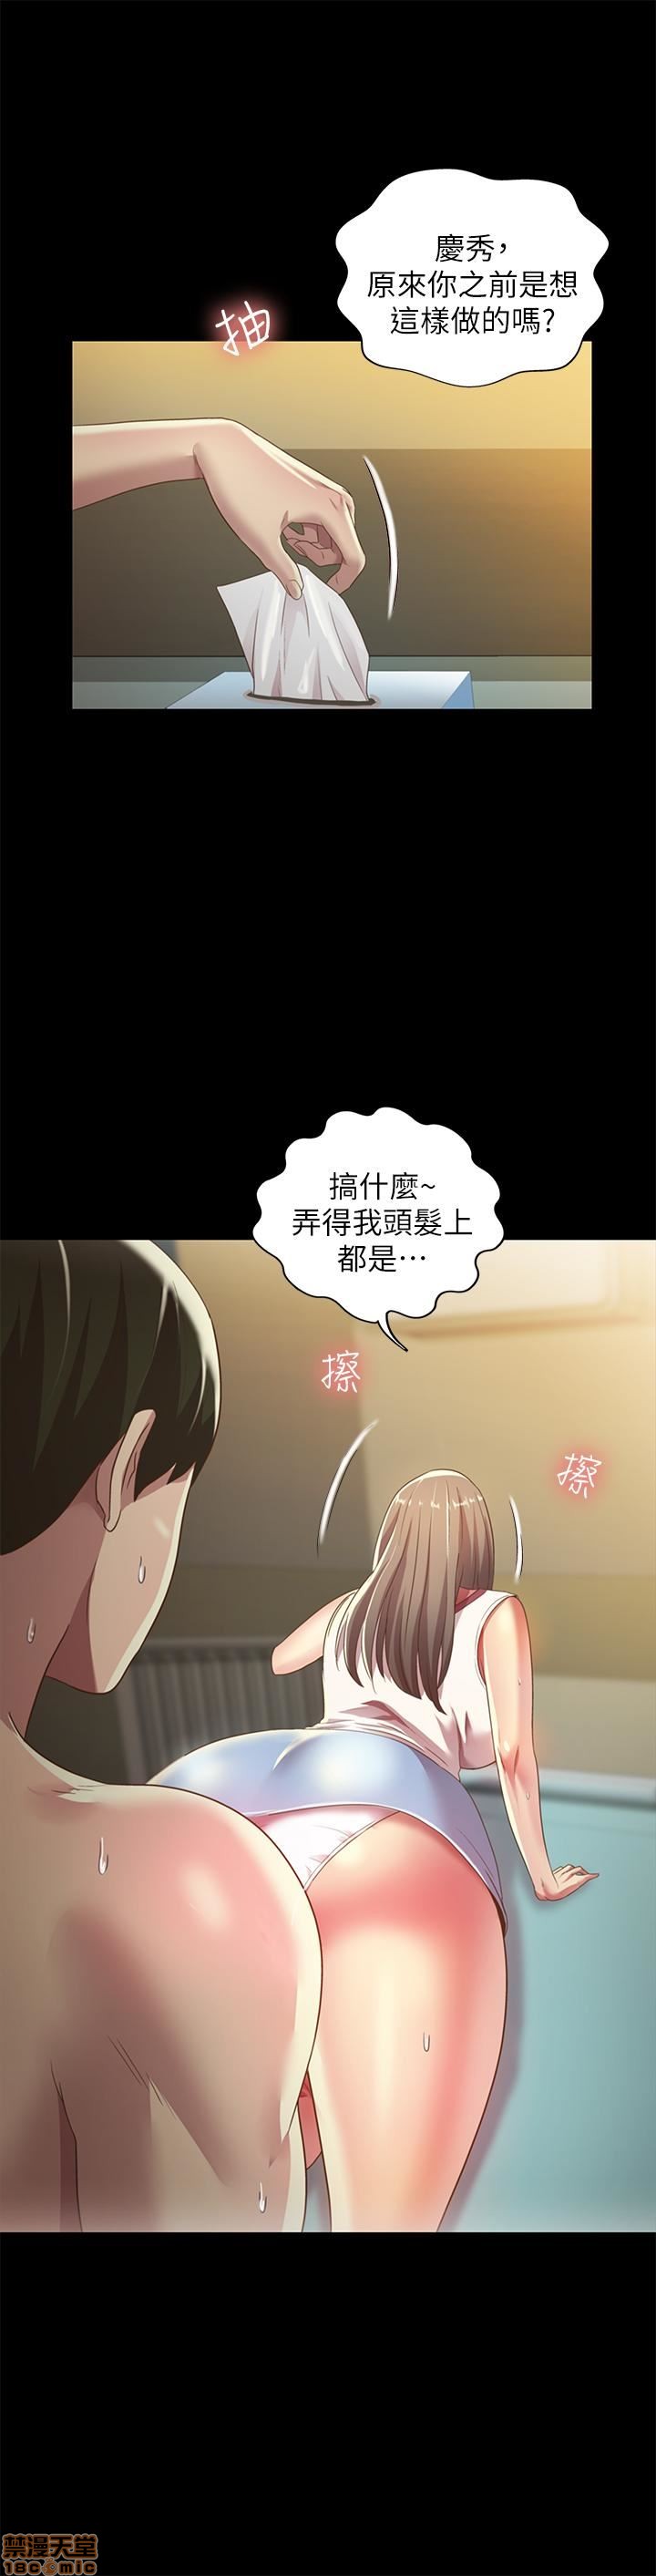 慶秀，
原來你之前是想
這樣做的嗎?
抽
搞什麼~
弄得我頭髮上
都是…
擦
擦
禁漫天堂
18comic